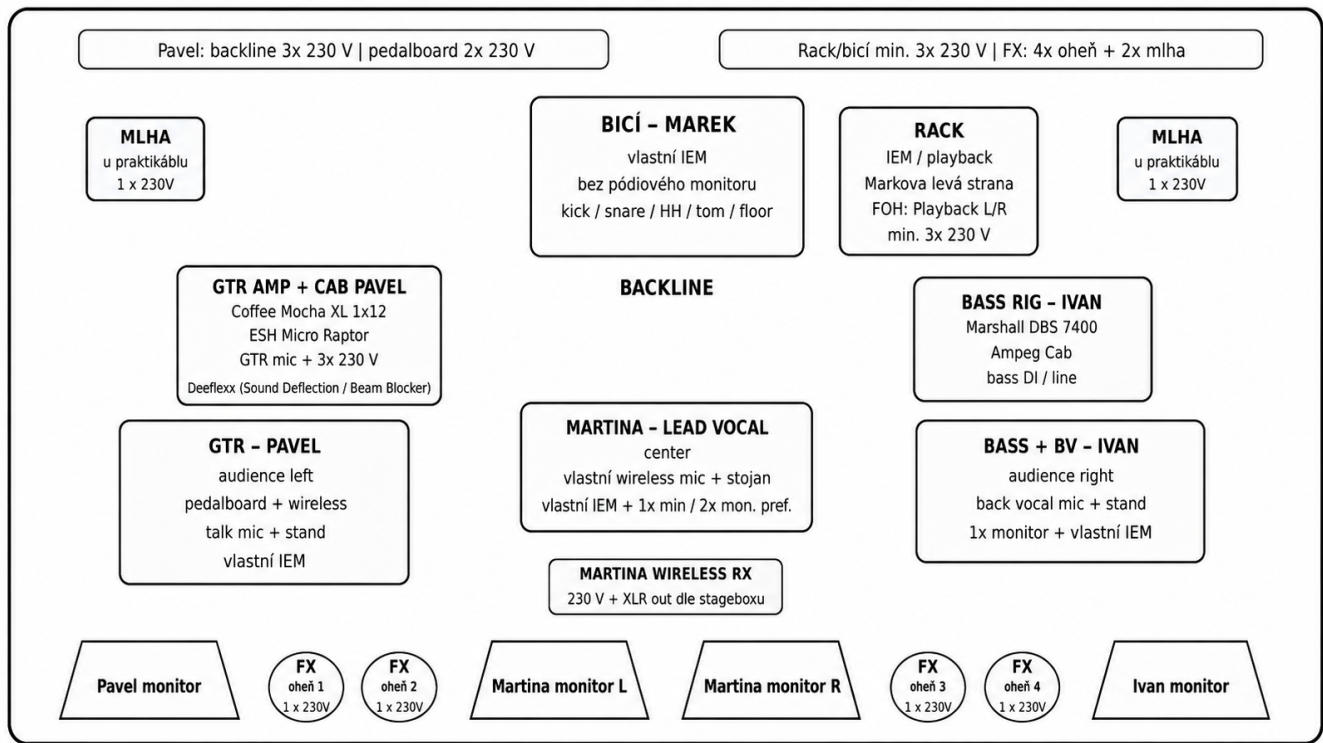 Pavel: backline 3x 230 V | pedalboard 2x 230 V
Rack/bicí min. 3x 230 V | FX: 4x oheň + 2x mlha
MLHA
u praktikáblu
1 x 230V
BICÍ – MAREK
vlastní IEM
bez pódiového monitoru
kick / snare / HH / tom / floor
RACK
IEM / playback
Markova levá strana
FOH: Playback L/R
min. 3x 230 V
MLHA
u praktikáblu
1 x 230V
GTR AMP + CAB PAVEL
Coffee Mocha XL 1x12
ESH Micro Raptor
GTR mic + 3x 230 V
Deeflexx (Sound Deflection / Beam Blocker)
BACKLINE
BASS RIG – IVAN
Marshall DBS 7400
Ampeg Cab
bass DI / line
GTR – PAVEL
audience left
pedalboard + wireless
talk mic + stand
vlastní IEM
MARTINA – LEAD VOCAL
center
vlastní wireless mic + stojan
vlastní IEM + 1x min / 2x mon. pref.
BASS + BV – IVAN
audience right
back vocal mic + stand
1x monitor + vlastní IEM
MARTINA WIRELESS RX
230 V + XLR out dle stageboxu
Pavel monitor
FX
oheň 1
1 x 230V
FX
oheň 2
1 x 230V
Martina monitor L
Martina monitor R
FX
oheň 3
1 x 230V
FX
oheň 4
1 x 230V
Ivan monitor